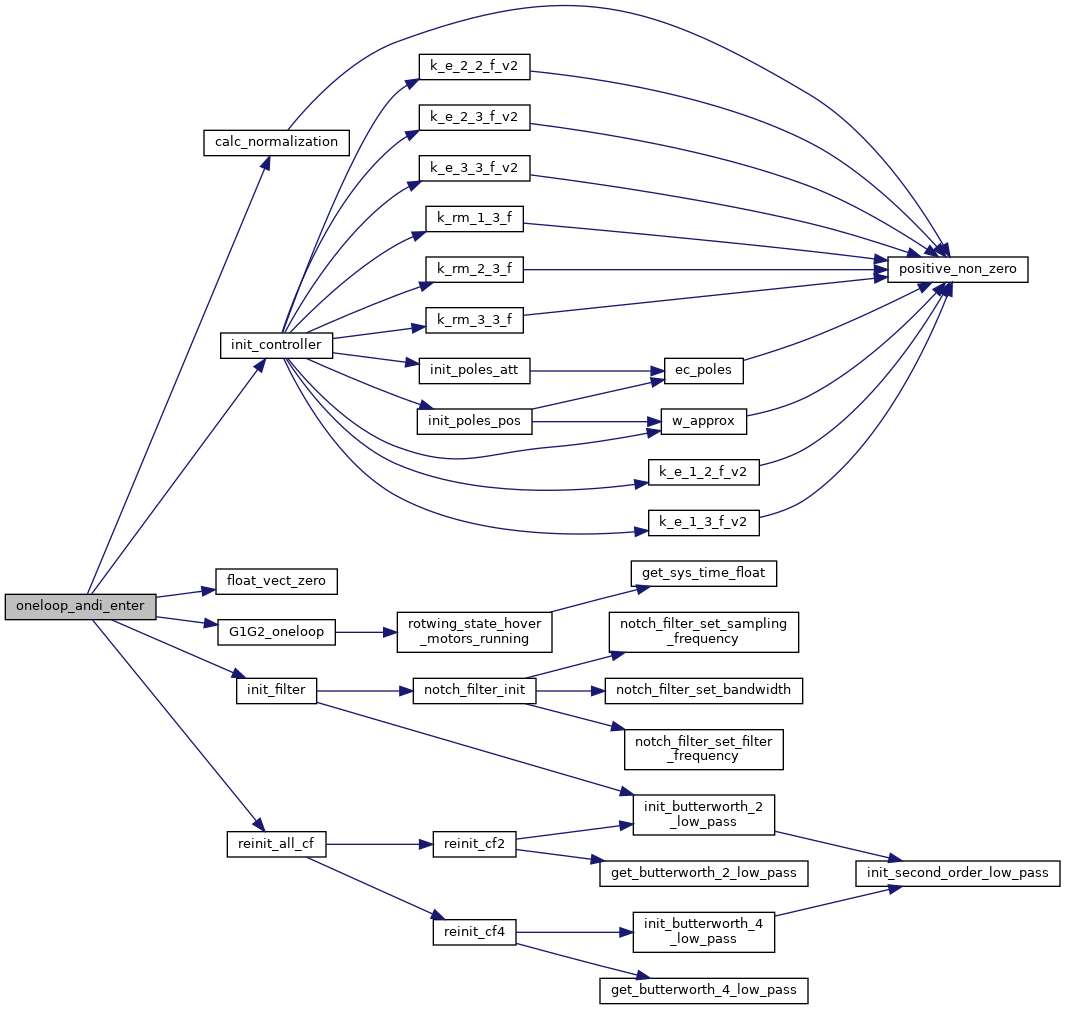 k_e_2_2_f_v2
k_e_2_3_f_v2
calc_normalization
k_e_3_3_f_v2
k_rm_1_3_f
k_rm_2_3_f
positive_non_zero
k_rm_3_3_f
init_controller
init_poles_att
ec_poles
init_poles_pos
w_approx
k_e_1_2_f_v2
k_e_1_3_f_v2
get_sys_time_float
float_vect_zero
oneloop_andi_enter
G1G2_oneloop
rotwing_state_hover
_motors_running
notch_filter_set_sampling
_frequency
init_filter
notch_filter_init
notch_filter_set_bandwidth
notch_filter_set_filter
_frequency
init_butterworth_2
_low_pass
reinit_all_cf
reinit_cf2
get_butterworth_2_low_pass
init_second_order_low_pass
reinit_cf4
init_butterworth_4
_low_pass
get_butterworth_4_low_pass